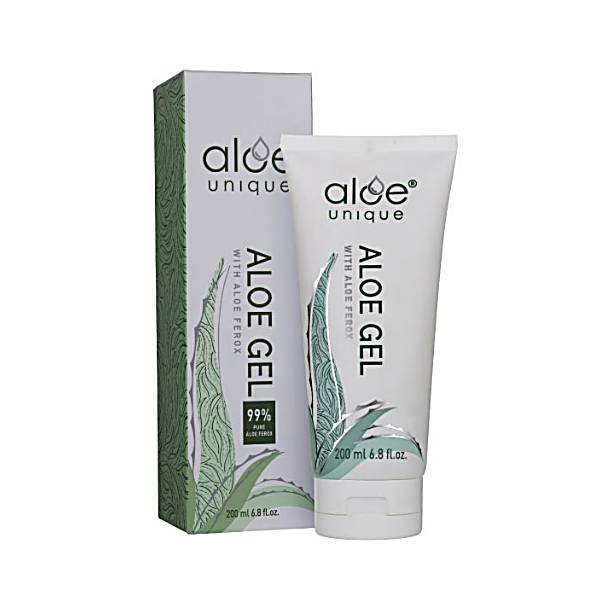 aloe
unique
ALOE GEL
WITH ALOE FEROX
99%
PURE
ALOE FEROX
200 ml 6.8 fl.oz.
aloe®
unique
ALOE GEL
WITH ALOE FEROX
200 ml 6.8 fl.oz.